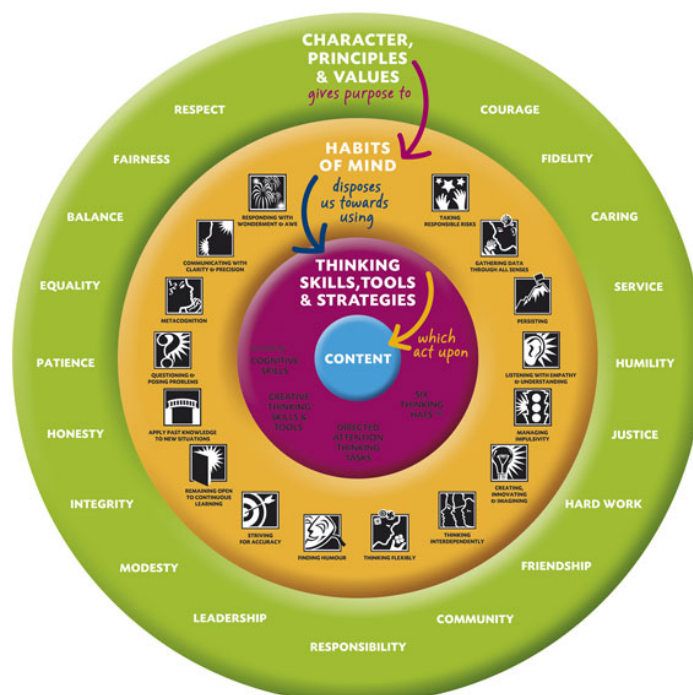 CHARACTER,
PRINCIPLES
& VALUES
gives purpose to
RESPECT
COURAGE
FAIRNESS
FIDELITY
BALANCE
CARING
EQUALITY
SERVICE
PATIENCE
HUMILITY
HONESTY
JUSTICE
INTEGRITY
HARD WORK
MODESTY
FRIENDSHIP
LEADERSHIP
COMMUNITY
RESPONSIBILITY
HABITS
OF MIND
disposes
us towards
using
RESPONDING WITH
WONDERMENT & AWE
TAKING
RESPONSIBLE RISKS
COMMUNICATING WITH
CLARITY & PRECISION
GATHERING DATA
THROUGH ALL SENSES
METACOGNITION
PERSISTING
QUESTIONING &
POSING PROBLEMS
LISTENING WITH EMPATHY
& UNDERSTANDING
APPLY PAST KNOWLEDGE
TO NEW SITUATIONS
MANAGING
IMPULSIVITY
REMAINING OPEN
TO CONTINUOUS
LEARNING
CREATING,
INNOVATING
& IMAGINING
STRIVING
FOR ACCURACY
FINDING HUMOUR
THINKING FLEXIBLY
THINKING
INTERDEPENDENTLY
THINKING
SKILLS, TOOLS
& STRATEGIES
which
act upon
CONTENT
COGNITIVE
SKILLS
CREATIVE
THINKING
SKILLS &
TOOLS
DIRECTED
ATTENTION
THINKING
TASKS
SIX
THINKING
HATS